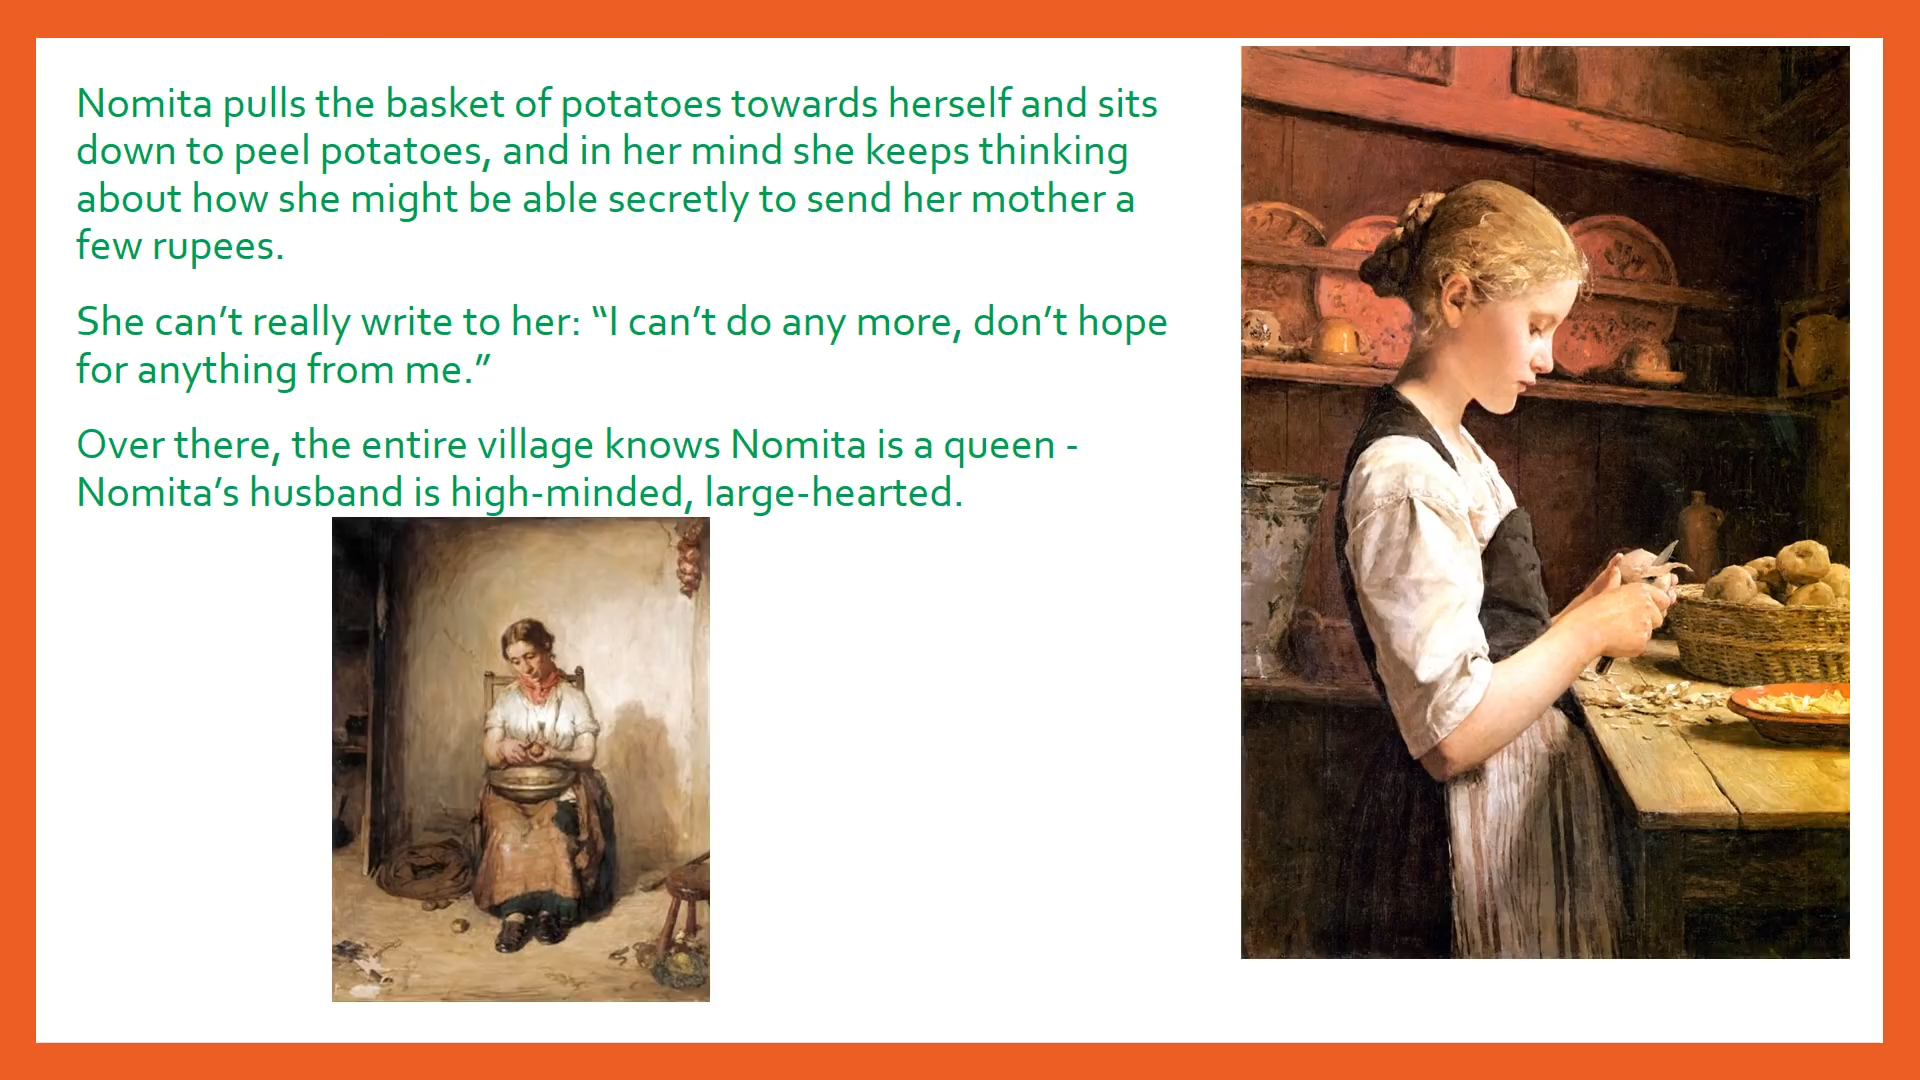 Nomita pulls the basket of potatoes towards herself and sits
down to peel potatoes, and in her mind she keeps thinking
about how she might be able secretly to send her mother a
few rupees.
She can’t really write to her: “I can’t do any more, don’t hope
for anything from me.”
Over there, the entire village knows Nomita is a queen -
Nomita’s husband is high-minded, large-hearted.